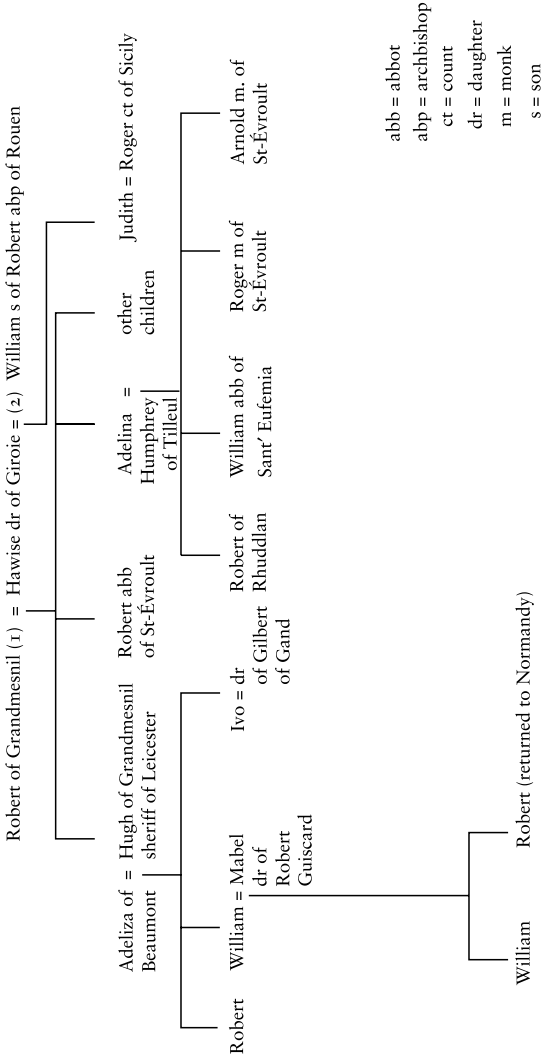 Robert of Grandmesnil (1) = Hawise dr of Giroie = (2) William s of Robert abp of Rouen
Adeliza of = Hugh of Grandmesnil
Beaumont sheriff of Leicester
Robert abb
of St-Évroult
Adelina =
Humphrey
of Tilleul
other
children
Judith = Roger ct of Sicily
Robert
William = Mabel
dr of
Robert
Guiscard
Ivo = dr
of Gilbert
of Gand
Robert of
Rhuddlan
William abb of
Sant' Eufemia
Roger m of
St-Évroult
Arnold m. of
St-Évroult
William
Robert (returned to Normandy)
abb = abbot
abp = archbishop
ct = count
dr = daughter
m = monk
s = son